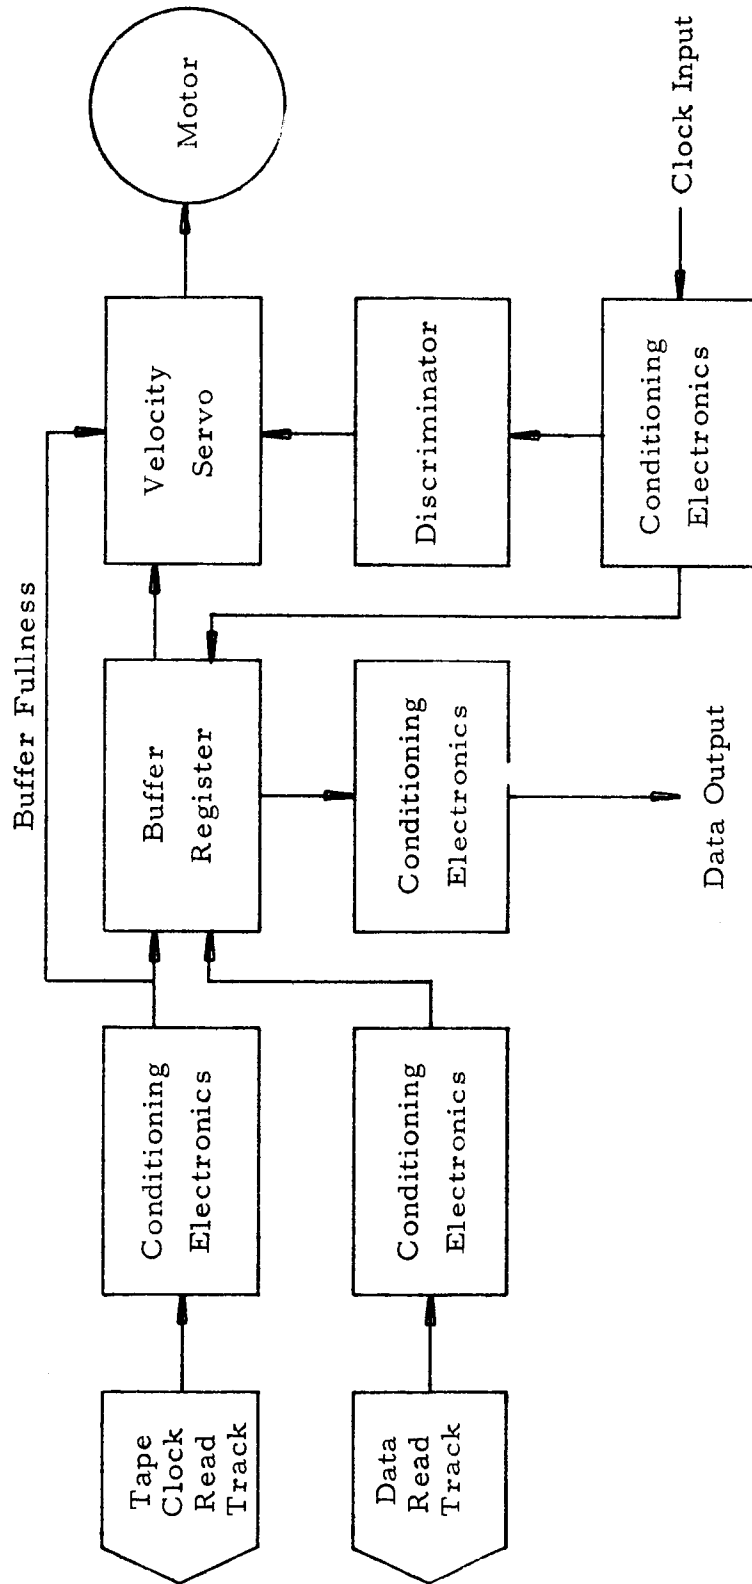 Buffer Fullness
Tape
Clock
Read
Track
Conditioning
Electronics
Buffer
Register
Velocity
Servo
Motor
Data
Read
Track
Conditioning
Electronics
Conditioning
Electronics
Discriminator
Data Output
Conditioning
Electronics
Clock Input